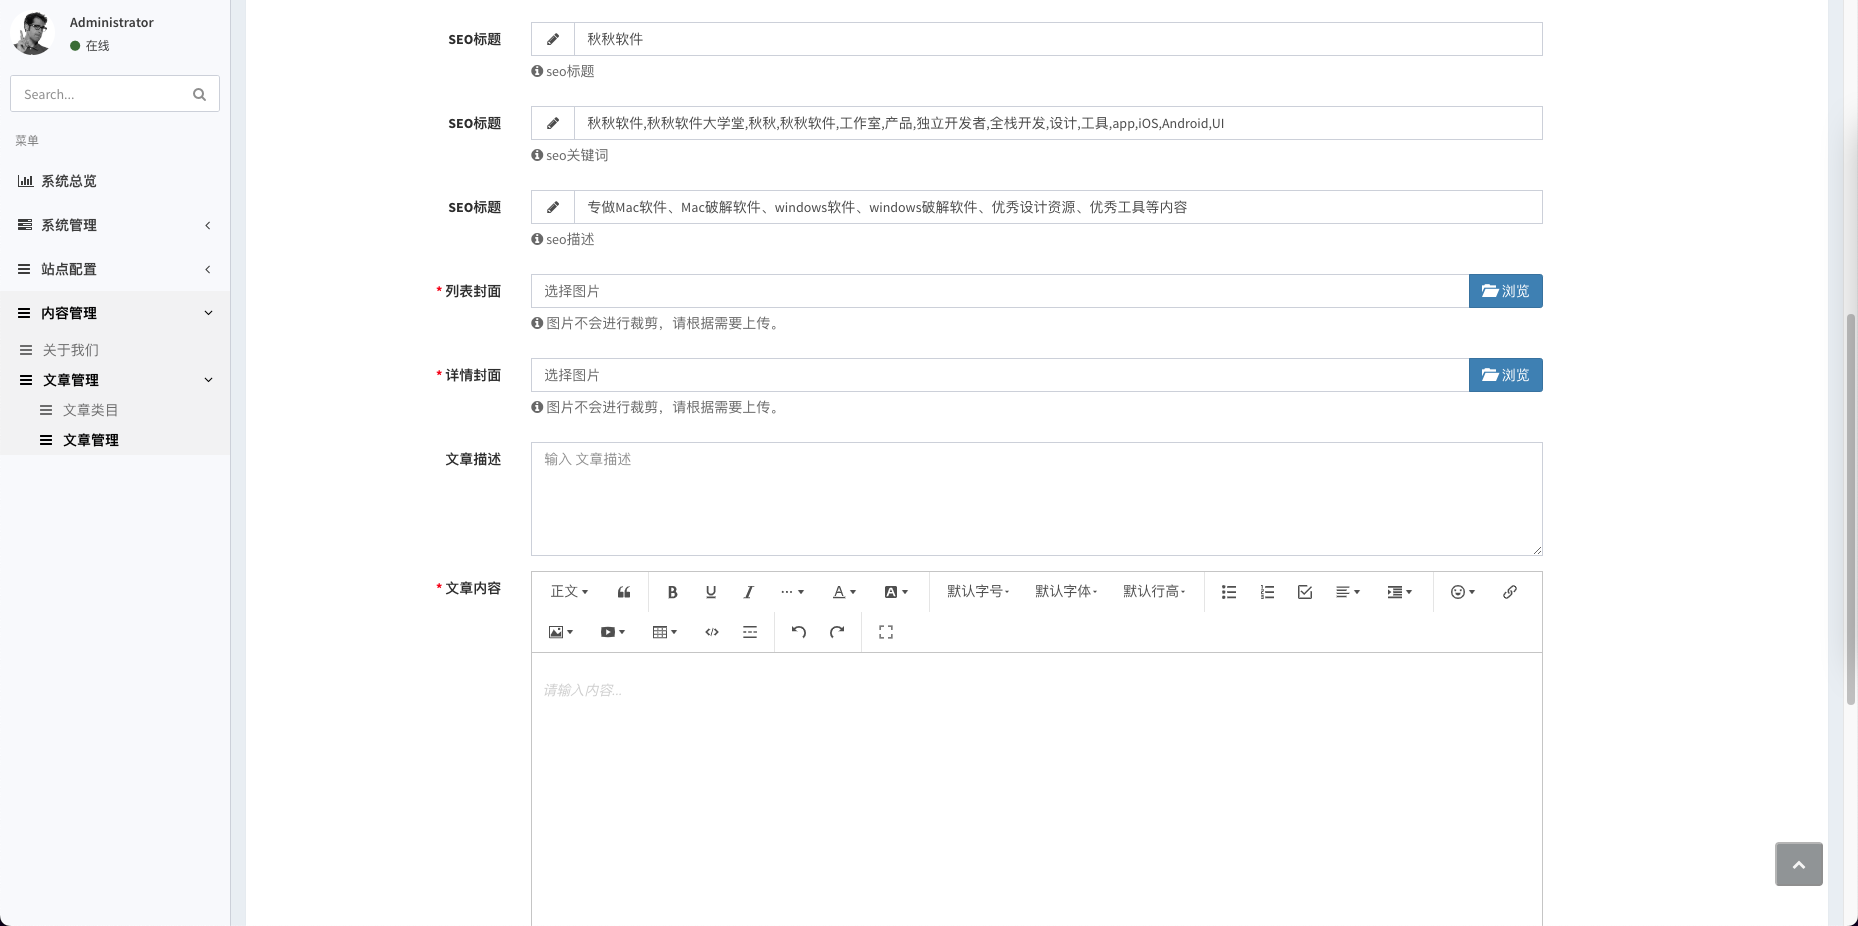 Administrator
在线
Search...
菜单
系统总览
系统管理
站点配置
内容管理
关于我们
文章管理
文章类目
文章管理
SEO标题
秋秋软件
seo标题
SEO标题
秋秋软件,秋秋软件大学堂,秋秋,秋秋软件,工作室,产品,独立开发者,全栈开发,设计,工具,app,iOS,Android,UI
seo关键词
SEO标题
专做Mac软件、Mac破解软件、windows软件、windows破解软件、优秀设计资源、优秀工具等内容
seo描述
* 列表封面
选择图片
浏览
图片不会进行裁剪，请根据需要上传。
* 详情封面
选择图片
浏览
图片不会进行裁剪，请根据需要上传。
文章描述
输入 文章描述
* 文章内容
正文 B U I ··· A A 默认字号 默认字体 默认行高
请输入内容...